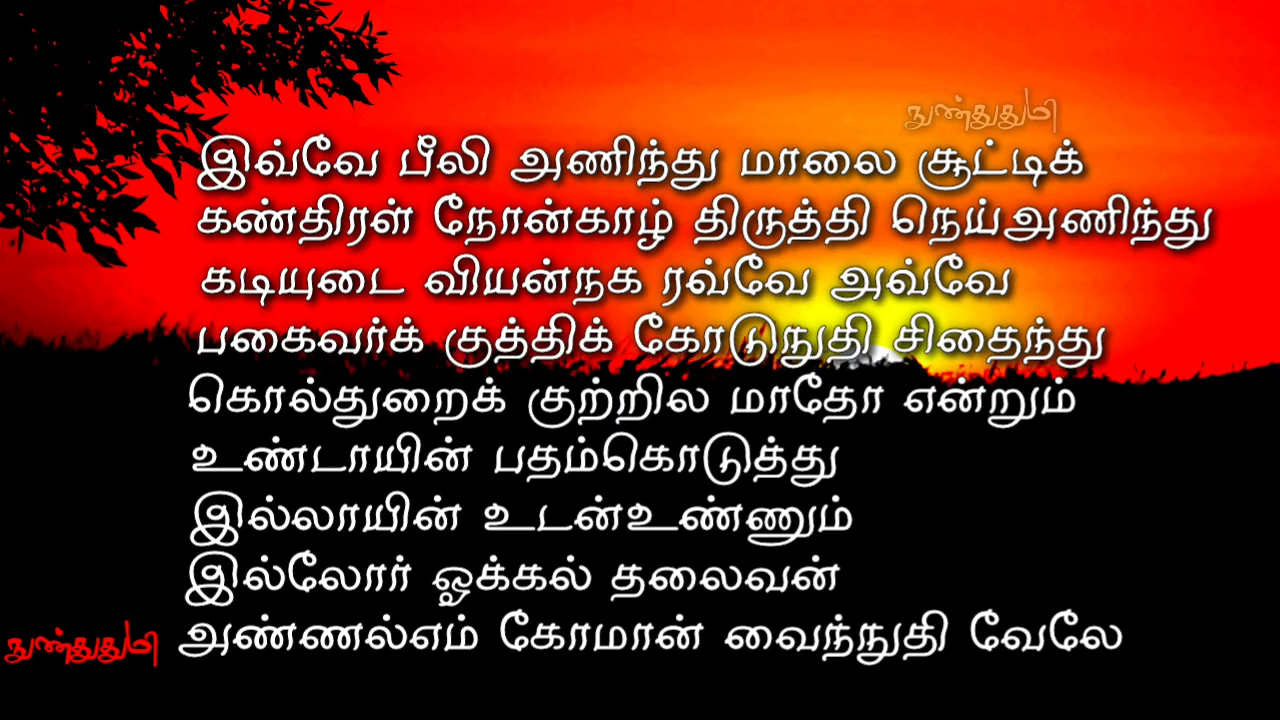 நுண்துதுமி
இவ்வே பீலி அணிந்து மாலை சூட்டிக்
கண்திரள் நோன்காழ் திருத்தி நெய்அணிந்து
கடியுடை வியன்நக ரவ்வே அவ்வே
பகைவர்க் குத்திக் கோடுநுதி சிதைந்து
கொல்துறைக் குற்றில மாதோ என்றும்
உண்டாயின் பதம்கொடுத்து
இல்லாயின் உடன்உண்ணும்
இல்லோர் ஒக்கல் தலைவன்
அண்ணல்எம் கோமான் வைந்நுதி வேலே
நுண்துதுமி